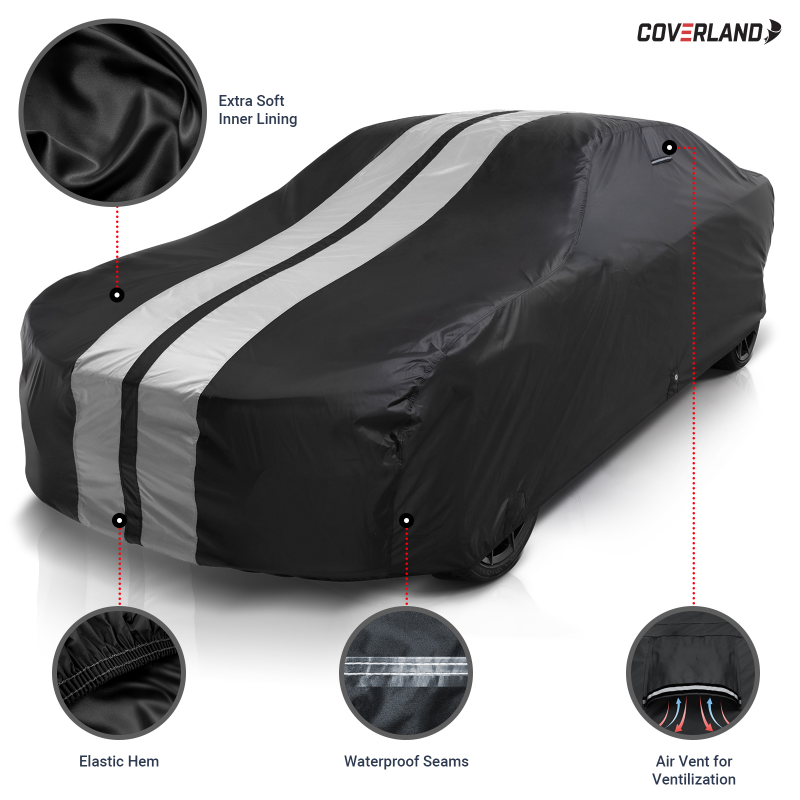 COVERLAND
Extra Soft
Inner Lining
Elastic Hem
Waterproof Seams
Air Vent for
Ventilization